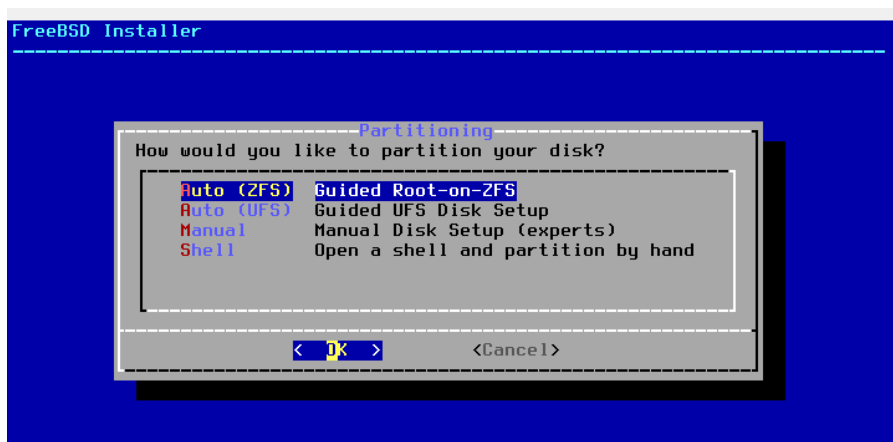 FreeBSD Installer
Partitioning
How would you like to partition your disk?
Auto (ZFS) Guided Root-on-ZFS
Auto (UFS) Guided UFS Disk Setup
Manual Manual Disk Setup (experts)
Shell Open a shell and partition by hand
< OK > <Cancel>